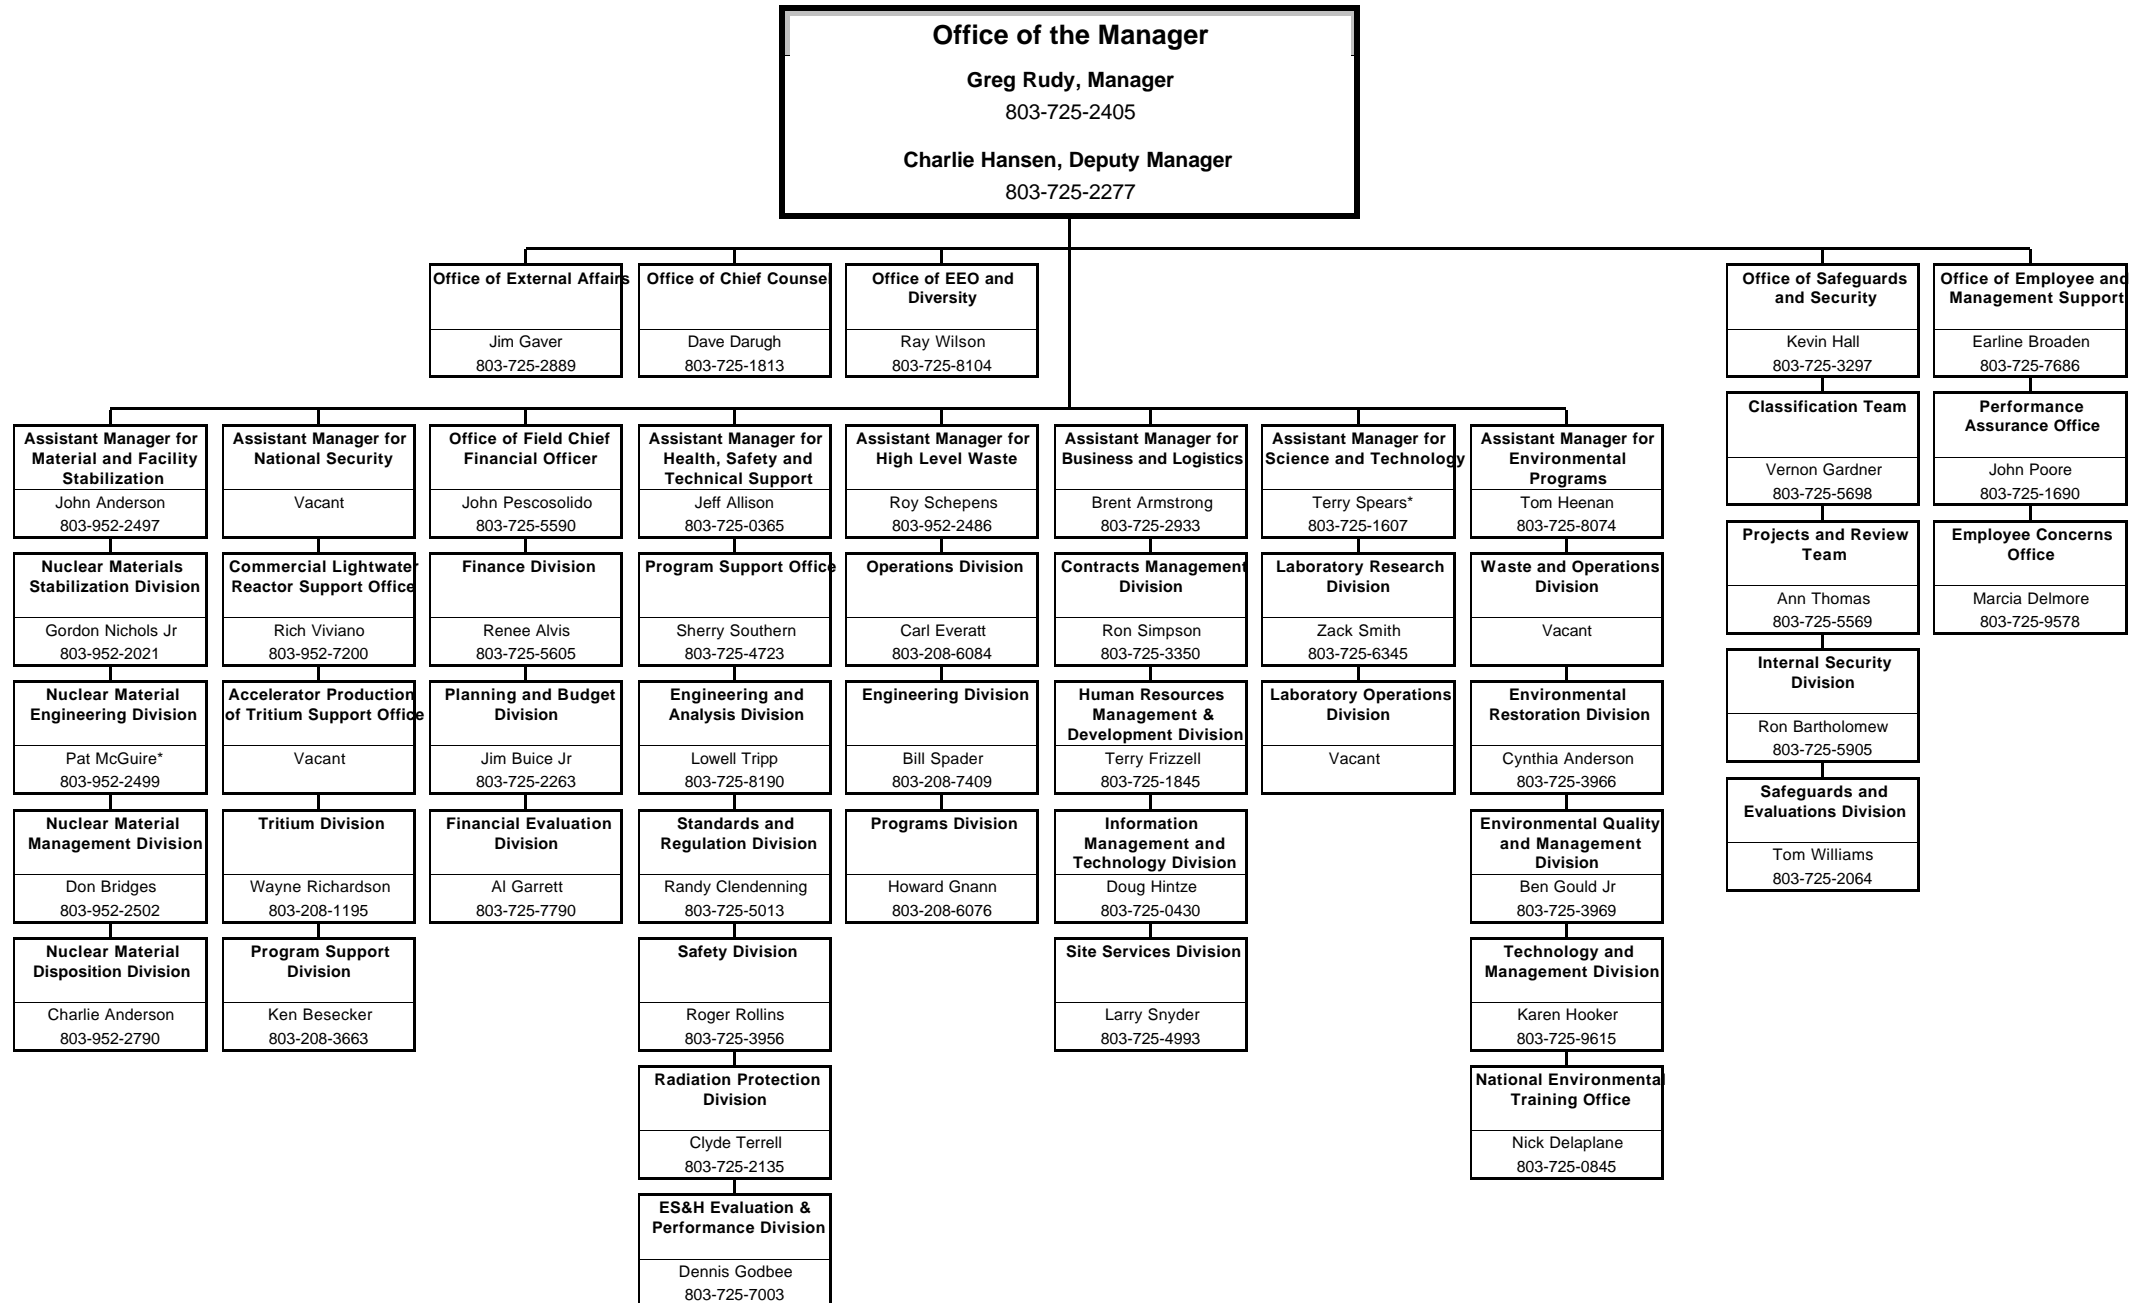 Office of the Manager
Greg Rudy, Manager
803-725-2405
Charlie Hansen, Deputy Manager
803-725-2277
Office of External Affairs
Jim Gaver
803-725-2889
Office of Chief Counsel
Dave Darugh
803-725-1813
Office of EEO and
Diversity
Ray Wilson
803-725-8104
Office of Safeguards
and Security
Kevin Hall
803-725-3297
Classification Team
Vernon Gardner
803-725-5698
Projects and Review
Team
Ann Thomas
803-725-5569
Internal Security
Division
Ron Bartholomew
803-725-5905
Safeguards and
Evaluations Division
Tom Williams
803-725-2064
Office of Employee and
Management Support
Earline Broaden
803-725-7686
Performance
Assurance Office
John Poore
803-725-1690
Employee Concerns
Office
Marcia Delmore
803-725-9578
Assistant Manager for
Material and Facility
Stabilization
John Anderson
803-952-2497
Nuclear Materials
Stabilization Division
Gordon Nichols Jr
803-952-2021
Nuclear Material
Engineering Division
Pat McGuire*
803-952-2499
Nuclear Material
Management Division
Don Bridges
803-952-2502
Nuclear Material
Disposition Division
Charlie Anderson
803-952-2790
Assistant Manager for
National Security
Vacant
Commercial Lightwater
Reactor Support Office
Rich Viviano
803-952-7200
Accelerator Production
of Tritium Support Office
Vacant
Tritium Division
Wayne Richardson
803-208-1195
Program Support
Division
Ken Besecker
803-208-3663
Office of Field Chief
Financial Officer
John Pescosolido
803-725-5590
Finance Division
Renee Alvis
803-725-5605
Planning and Budget
Division
Jim Buice Jr
803-725-2263
Financial Evaluation
Division
Al Garrett
803-725-7790
Assistant Manager for
Health, Safety and
Technical Support
Jeff Allison
803-725-0365
Program Support Office
Sherry Southern
803-725-4723
Engineering and
Analysis Division
Lowell Tripp
803-725-8190
Standards and
Regulation Division
Randy Clendenning
803-725-5013
Safety Division
Roger Rollins
803-725-3956
Radiation Protection
Division
Clyde Terrell
803-725-2135
ES&H Evaluation &
Performance Division
Dennis Godbee
803-725-7003
Assistant Manager for
High Level Waste
Roy Schepens
803-952-2486
Operations Division
Carl Everatt
803-208-6084
Engineering Division
Bill Spader
803-208-7409
Programs Division
Howard Gnann
803-208-6076
Assistant Manager for
Business and Logistics
Brent Armstrong
803-725-2933
Contracts Management
Division
Ron Simpson
803-725-3350
Human Resources
Management &
Development Division
Terry Frizzell
803-725-1845
Information
Management and
Technology Division
Doug Hintze
803-725-0430
Site Services Division
Larry Snyder
803-725-4993
Assistant Manager for
Science and Technology
Terry Spears*
803-725-1607
Laboratory Research
Division
Zack Smith
803-725-6345
Laboratory Operations
Division
Vacant
Assistant Manager for
Environmental
Programs
Tom Heenan
803-725-8074
Waste and Operations
Division
Vacant
Environmental
Restoration Division
Cynthia Anderson
803-725-3966
Environmental Quality
and Management
Division
Ben Gould Jr
803-725-3969
Technology and
Management Division
Karen Hooker
803-725-9615
National Environmental
Training Office
Nick Delaplane
803-725-0845